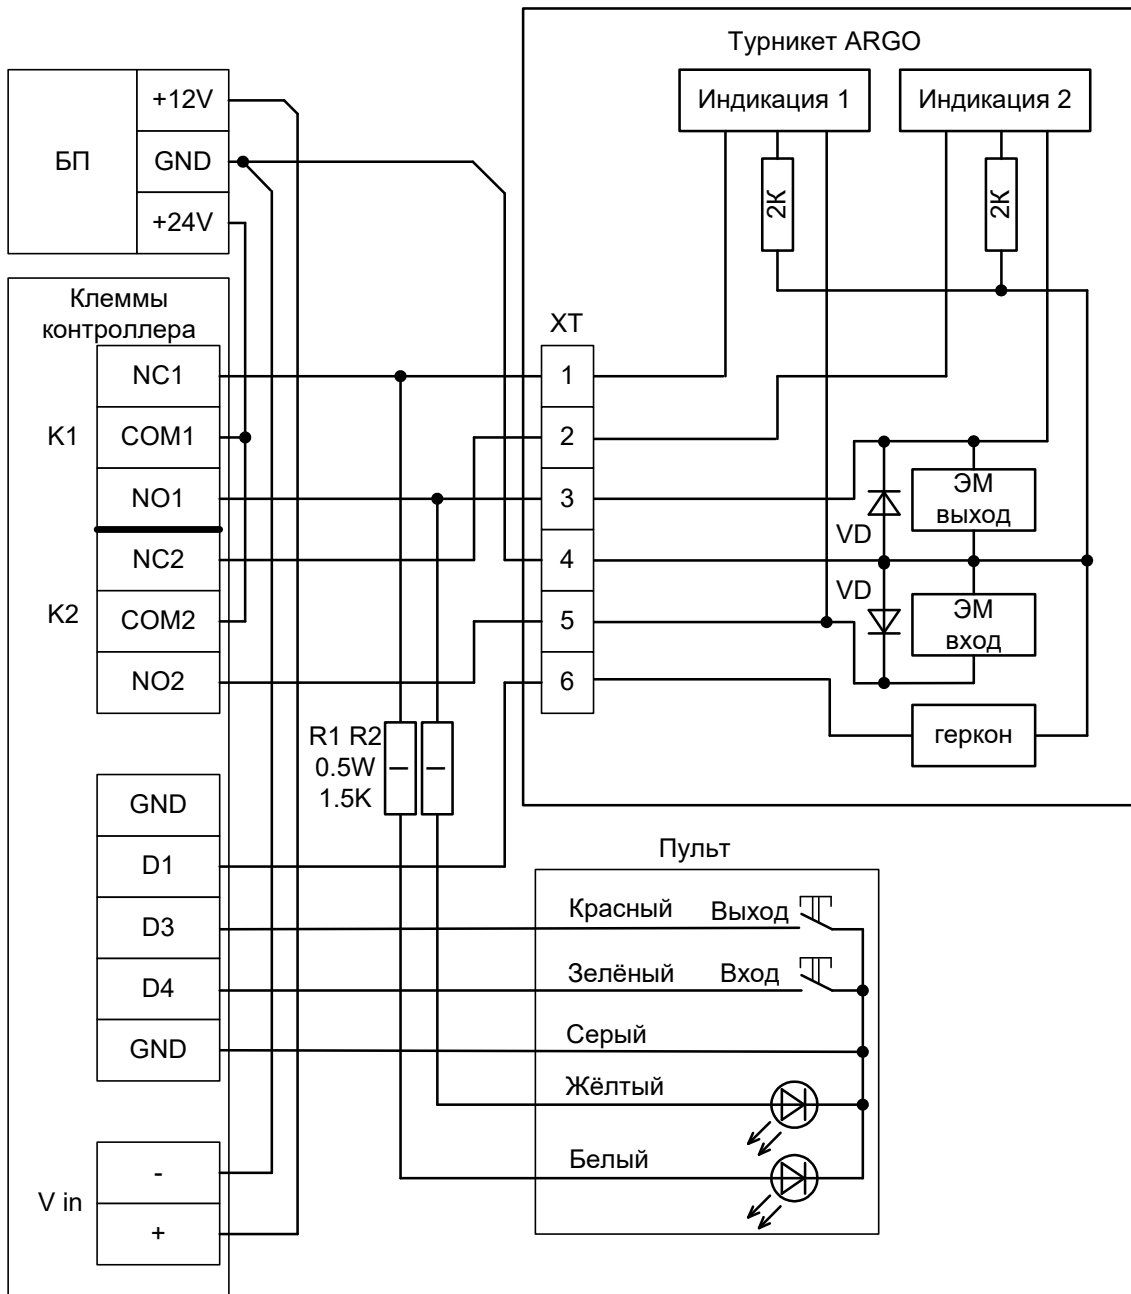 Турникет ARGO
Индикация 1
Индикация 2
2К
2К
БП
+12V
GND
+24V
Клеммы
контроллера
K1
NC1
COM1
NO1
K2
NC2
COM2
NO2
XT
1
2
3
4
5
6
VD
VD
ЭМ
выход
ЭМ
вход
геркон
R1 R2
0.5W
1.5K
GND
D1
D3
D4
GND
V in
-
+
Пульт
Красный
Выход
Зелёный
Вход
Серый
Жёлтый
Белый